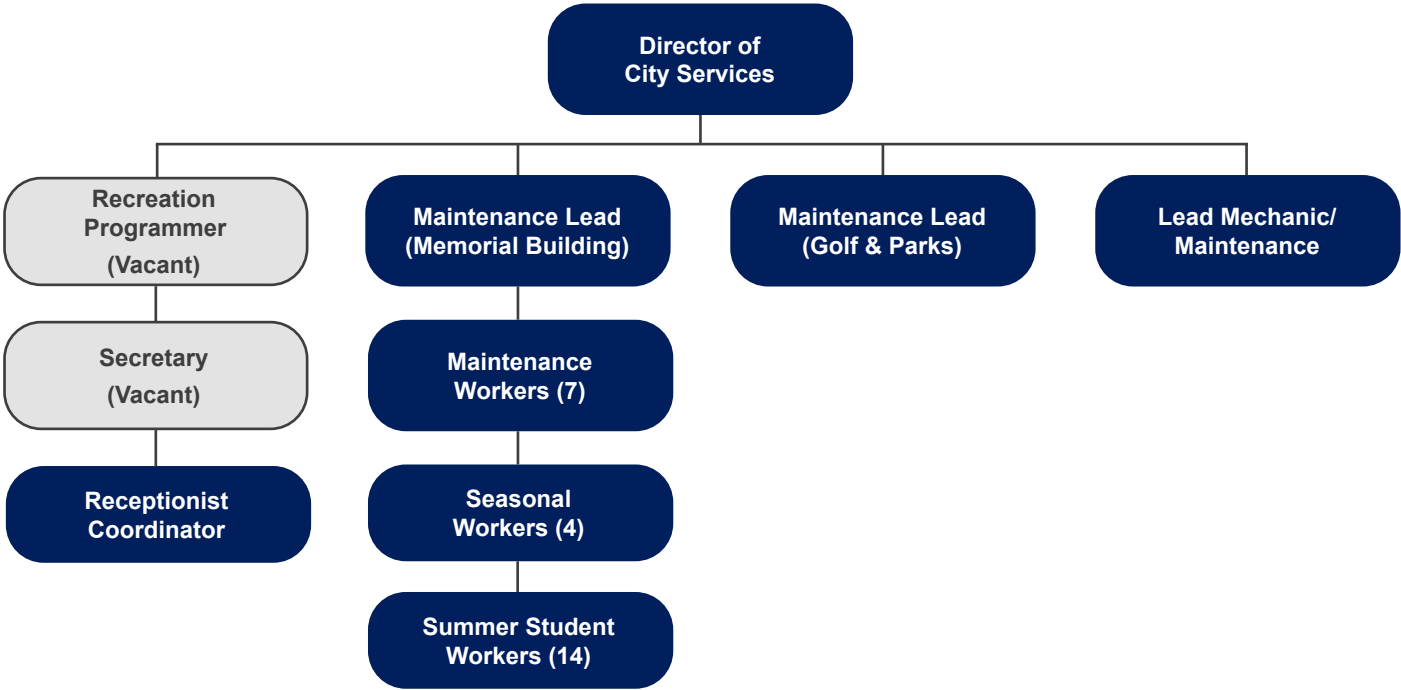 Director of
City Services
Recreation
Programmer
(Vacant)
Maintenance Lead
(Memorial Building)
Maintenance Lead
(Golf & Parks)
Lead Mechanic/
Maintenance
Secretary
(Vacant)
Maintenance
Workers (7)
Receptionist
Coordinator
Seasonal
Workers (4)
Summer Student
Workers (14)